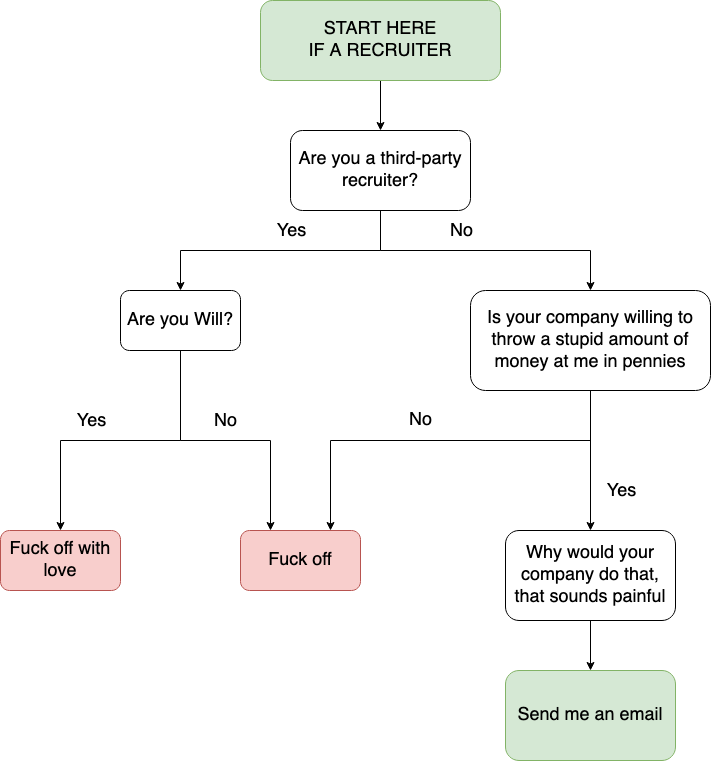 START HERE
IF A RECRUITER
Are you a third-party
recruiter?
Yes
No
Are you Will?
Is your company willing to
throw a stupid amount of
money at me in pennies
Yes
No
No
Yes
Fuck off with
love
Fuck off
Why would your
company do that,
that sounds painful
Send me an email